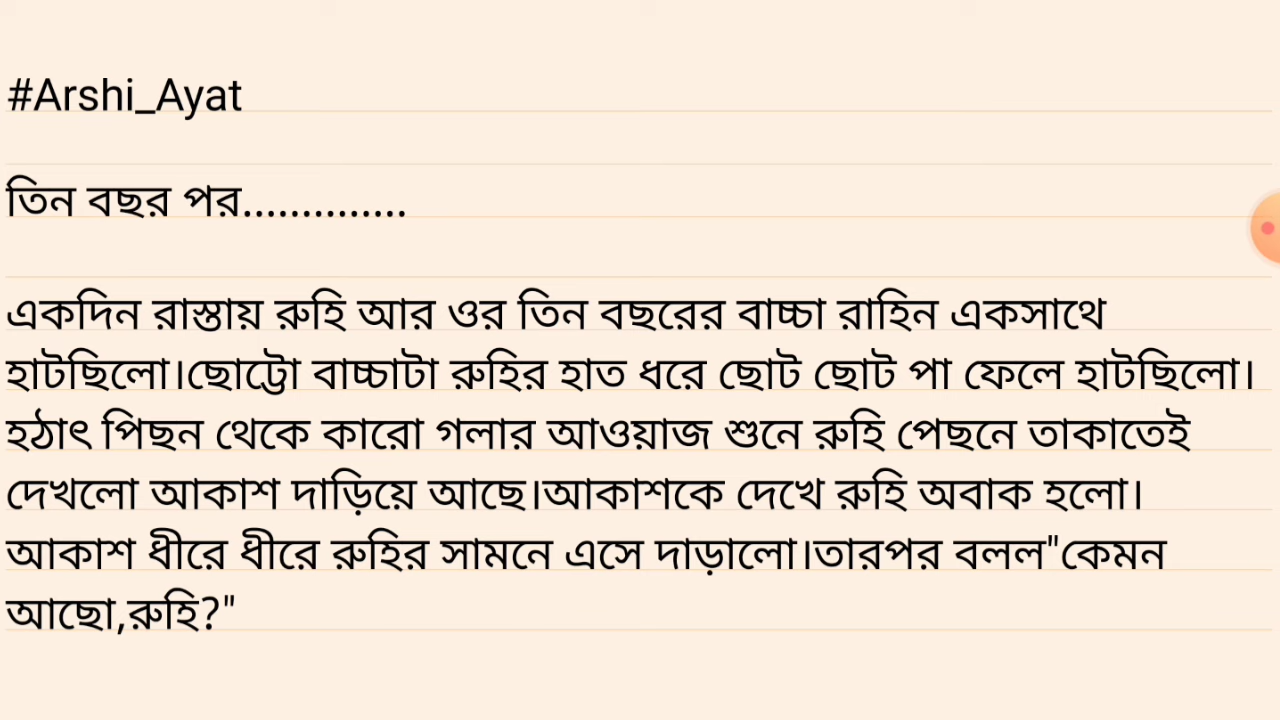 #Arshi_Ayat
তিন বছর পর..............
একদিন রাস্তায় রুহি আর ওর তিন বছরের বাচ্চা রাহিন একসাথে
হাটছিলো।ছোট্টো বাচ্চাটা রুহির হাত ধরে ছোট ছোট পা ফেলে হাটছিলো।
হঠাৎ পিছন থেকে কারো গলার আওয়াজ শুনে রুহি পেছনে তাকাতেই
দেখলো আকাশ দাড়িয়ে আছে।আকাশকে দেখে রুহি অবাক হলো।
আকাশ ধীরে ধীরে রুহির সামনে এসে দাড়ালো।তারপর বলল"কেমন
আছো,রুহি?"